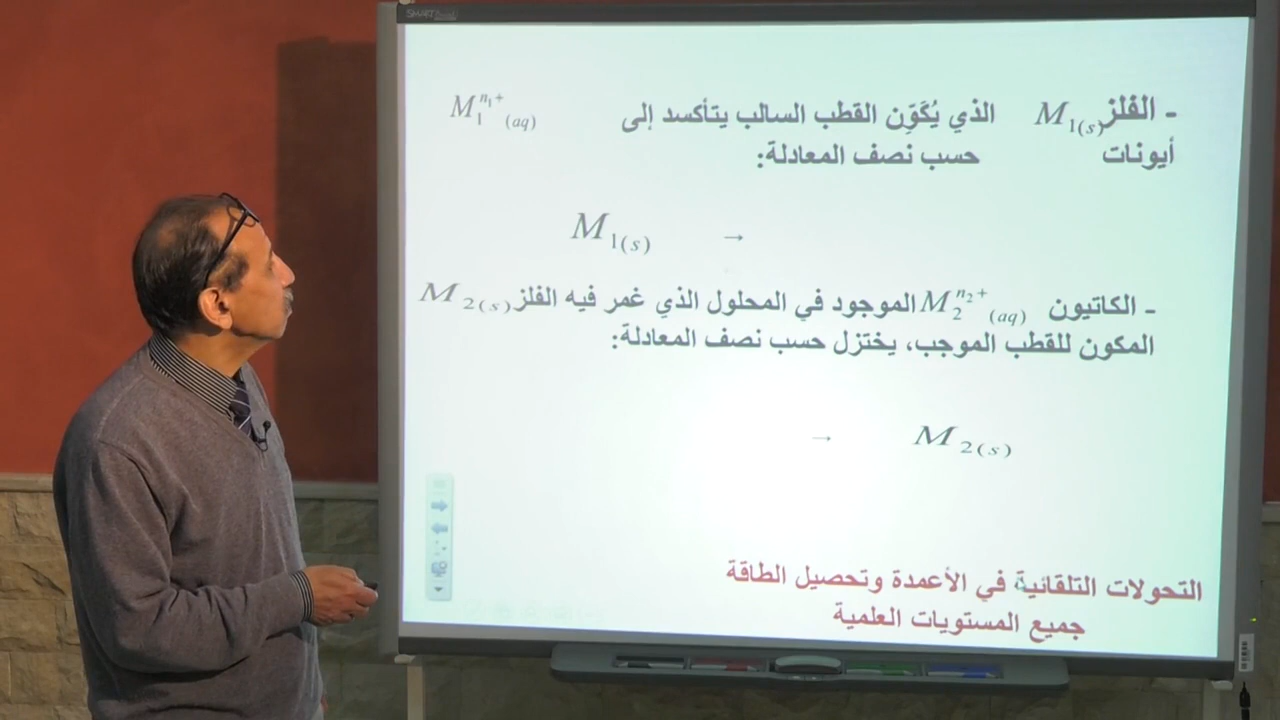 SMART
- الفلز M1(s) الذي يُكَوِّن القطب السالب يتأكسد إلى M1^n1+ (aq)
أيونات حسب نصف المعادلة:
M1(s) →
- الكاتيون M2^n2+ (aq) الموجود في المحلول الذي غمر فيه الفلز M2(s)
المكون للقطب الموجب، يختزل حسب نصف المعادلة:
→ M2(s)
التحولات التلقائية في الأعمدة وتحصيل الطاقة
جميع المستويات العلمية